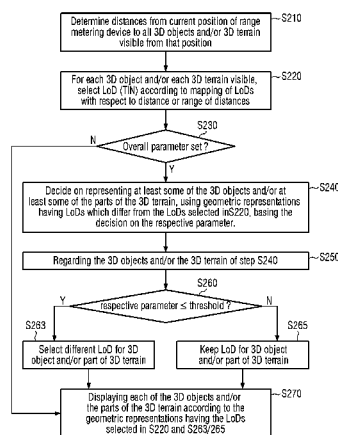 S210
Determine distances from current position of range
metering device to all 3D objects and/or 3D terrain
visible from that position
S220
For each 3D object and/or each 3D terrain visible,
select LoD (TIN) according to mapping of LoDs
with respect to distance or range of distances
S230
N
Overall parameter set ?
Y
S240
Decide on representing at least some of the 3D objects and/or at
least some of the parts of the 3D terrain, using geometric representations
having LoDs which differ from the LoDs selected inS220, basing the
decision on the respective parameter.
S250
Regarding the 3D objects and/or the 3D terrain of step S240
S260
Y
respective parameter ≤ threshold ?
N
S263
S265
Select different LoD for 3D
object and/or part of 3D terrain
Keep LoD for 3D object
and/or part of 3D terrain
S270
Displaying each of the 3D objects and/or
the parts of the 3D terrain according to the
geometric representations having the LoDs
selected in S220 and S263/265